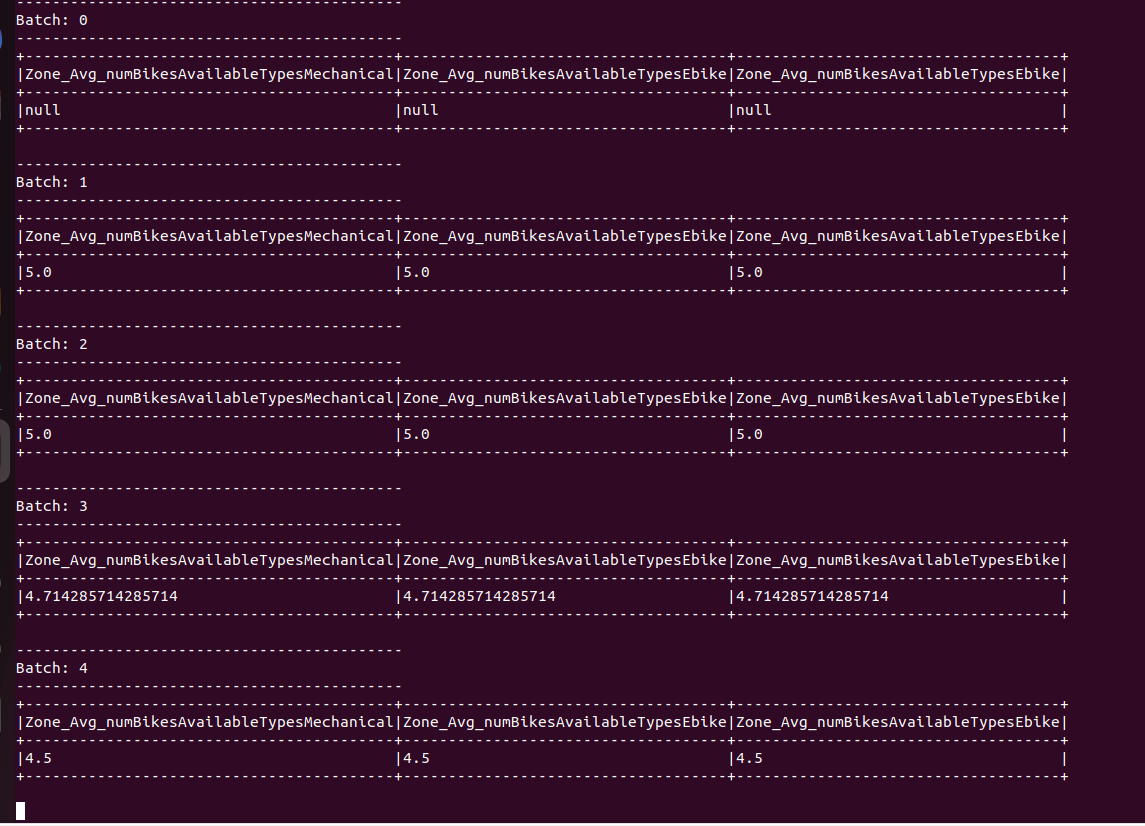 -------------------------------------------
Batch: 0
-------------------------------------------
+-----------------------------------------+------------------------------------+------------------------------------+
|Zone_Avg_numBikesAvailableTypesMechanical|Zone_Avg_numBikesAvailableTypesEbike|Zone_Avg_numBikesAvailableTypesEbike|
+-----------------------------------------+------------------------------------+------------------------------------+
|null                                     |null                                |null                                |
+-----------------------------------------+------------------------------------+------------------------------------+

-------------------------------------------
Batch: 1
-------------------------------------------
+-----------------------------------------+------------------------------------+------------------------------------+
|Zone_Avg_numBikesAvailableTypesMechanical|Zone_Avg_numBikesAvailableTypesEbike|Zone_Avg_numBikesAvailableTypesEbike|
+-----------------------------------------+------------------------------------+------------------------------------+
|5.0                                      |5.0                                 |5.0                                 |
+-----------------------------------------+------------------------------------+------------------------------------+

-------------------------------------------
Batch: 2
-------------------------------------------
+-----------------------------------------+------------------------------------+------------------------------------+
|Zone_Avg_numBikesAvailableTypesMechanical|Zone_Avg_numBikesAvailableTypesEbike|Zone_Avg_numBikesAvailableTypesEbike|
+-----------------------------------------+------------------------------------+------------------------------------+
|5.0                                      |5.0                                 |5.0                                 |
+-----------------------------------------+------------------------------------+------------------------------------+

-------------------------------------------
Batch: 3
-------------------------------------------
+-----------------------------------------+------------------------------------+------------------------------------+
|Zone_Avg_numBikesAvailableTypesMechanical|Zone_Avg_numBikesAvailableTypesEbike|Zone_Avg_numBikesAvailableTypesEbike|
+-----------------------------------------+------------------------------------+------------------------------------+
|4.714285714285714                        |4.714285714285714                   |4.714285714285714                   |
+-----------------------------------------+------------------------------------+------------------------------------+

-------------------------------------------
Batch: 4
-------------------------------------------
+-----------------------------------------+------------------------------------+------------------------------------+
|Zone_Avg_numBikesAvailableTypesMechanical|Zone_Avg_numBikesAvailableTypesEbike|Zone_Avg_numBikesAvailableTypesEbike|
+-----------------------------------------+------------------------------------+------------------------------------+
|4.5                                      |4.5                                 |4.5                                 |
+-----------------------------------------+------------------------------------+------------------------------------+